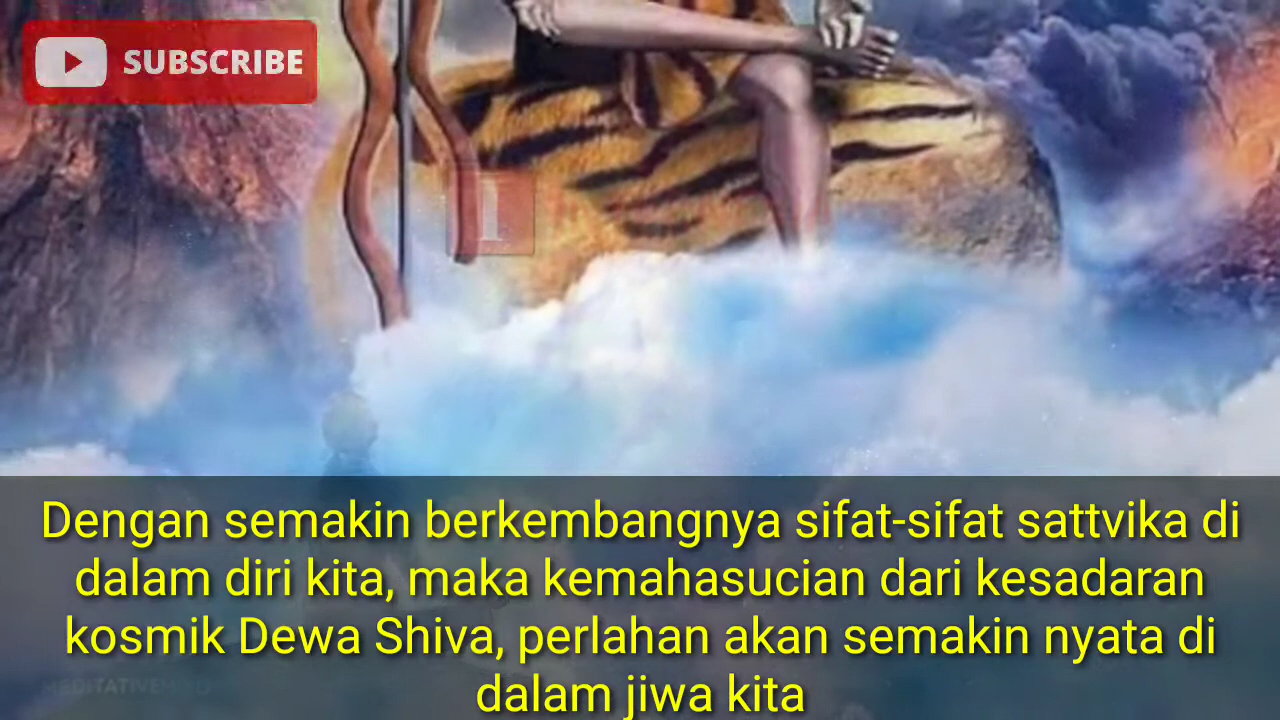 SUBSCRIBE
1
Dengan semakin berkembangnya sifat-sifat sattvika di
dalam diri kita, maka kemahasucian dari kesadaran
kosmik Dewa Shiva, perlahan akan semakin nyata di
dalam jiwa kita